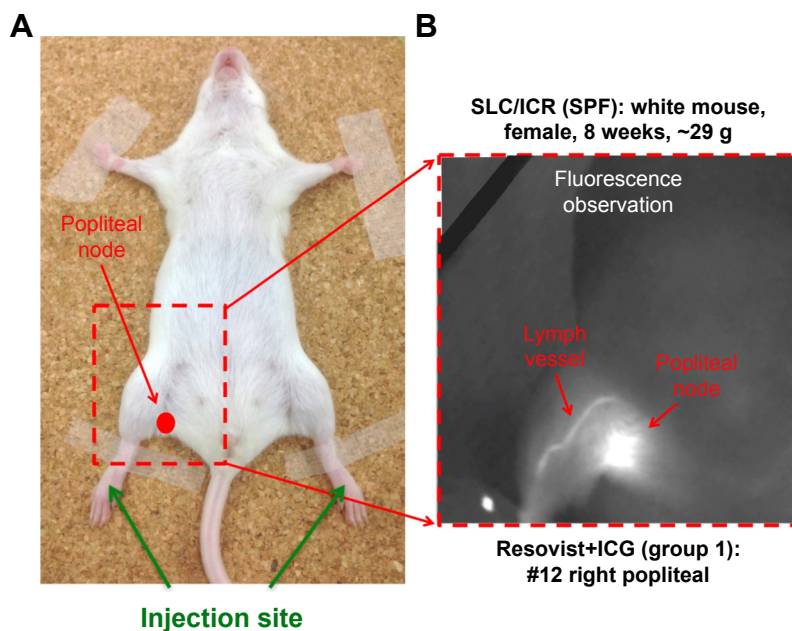 A
Popliteal
node
Injection site
B
SLC/ICR (SPF): white mouse,
female, 8 weeks, ~29 g
Fluorescence
observation
Lymph
vessel
Popliteal
node
Resovist+ICG (group 1):
#12 right popliteal